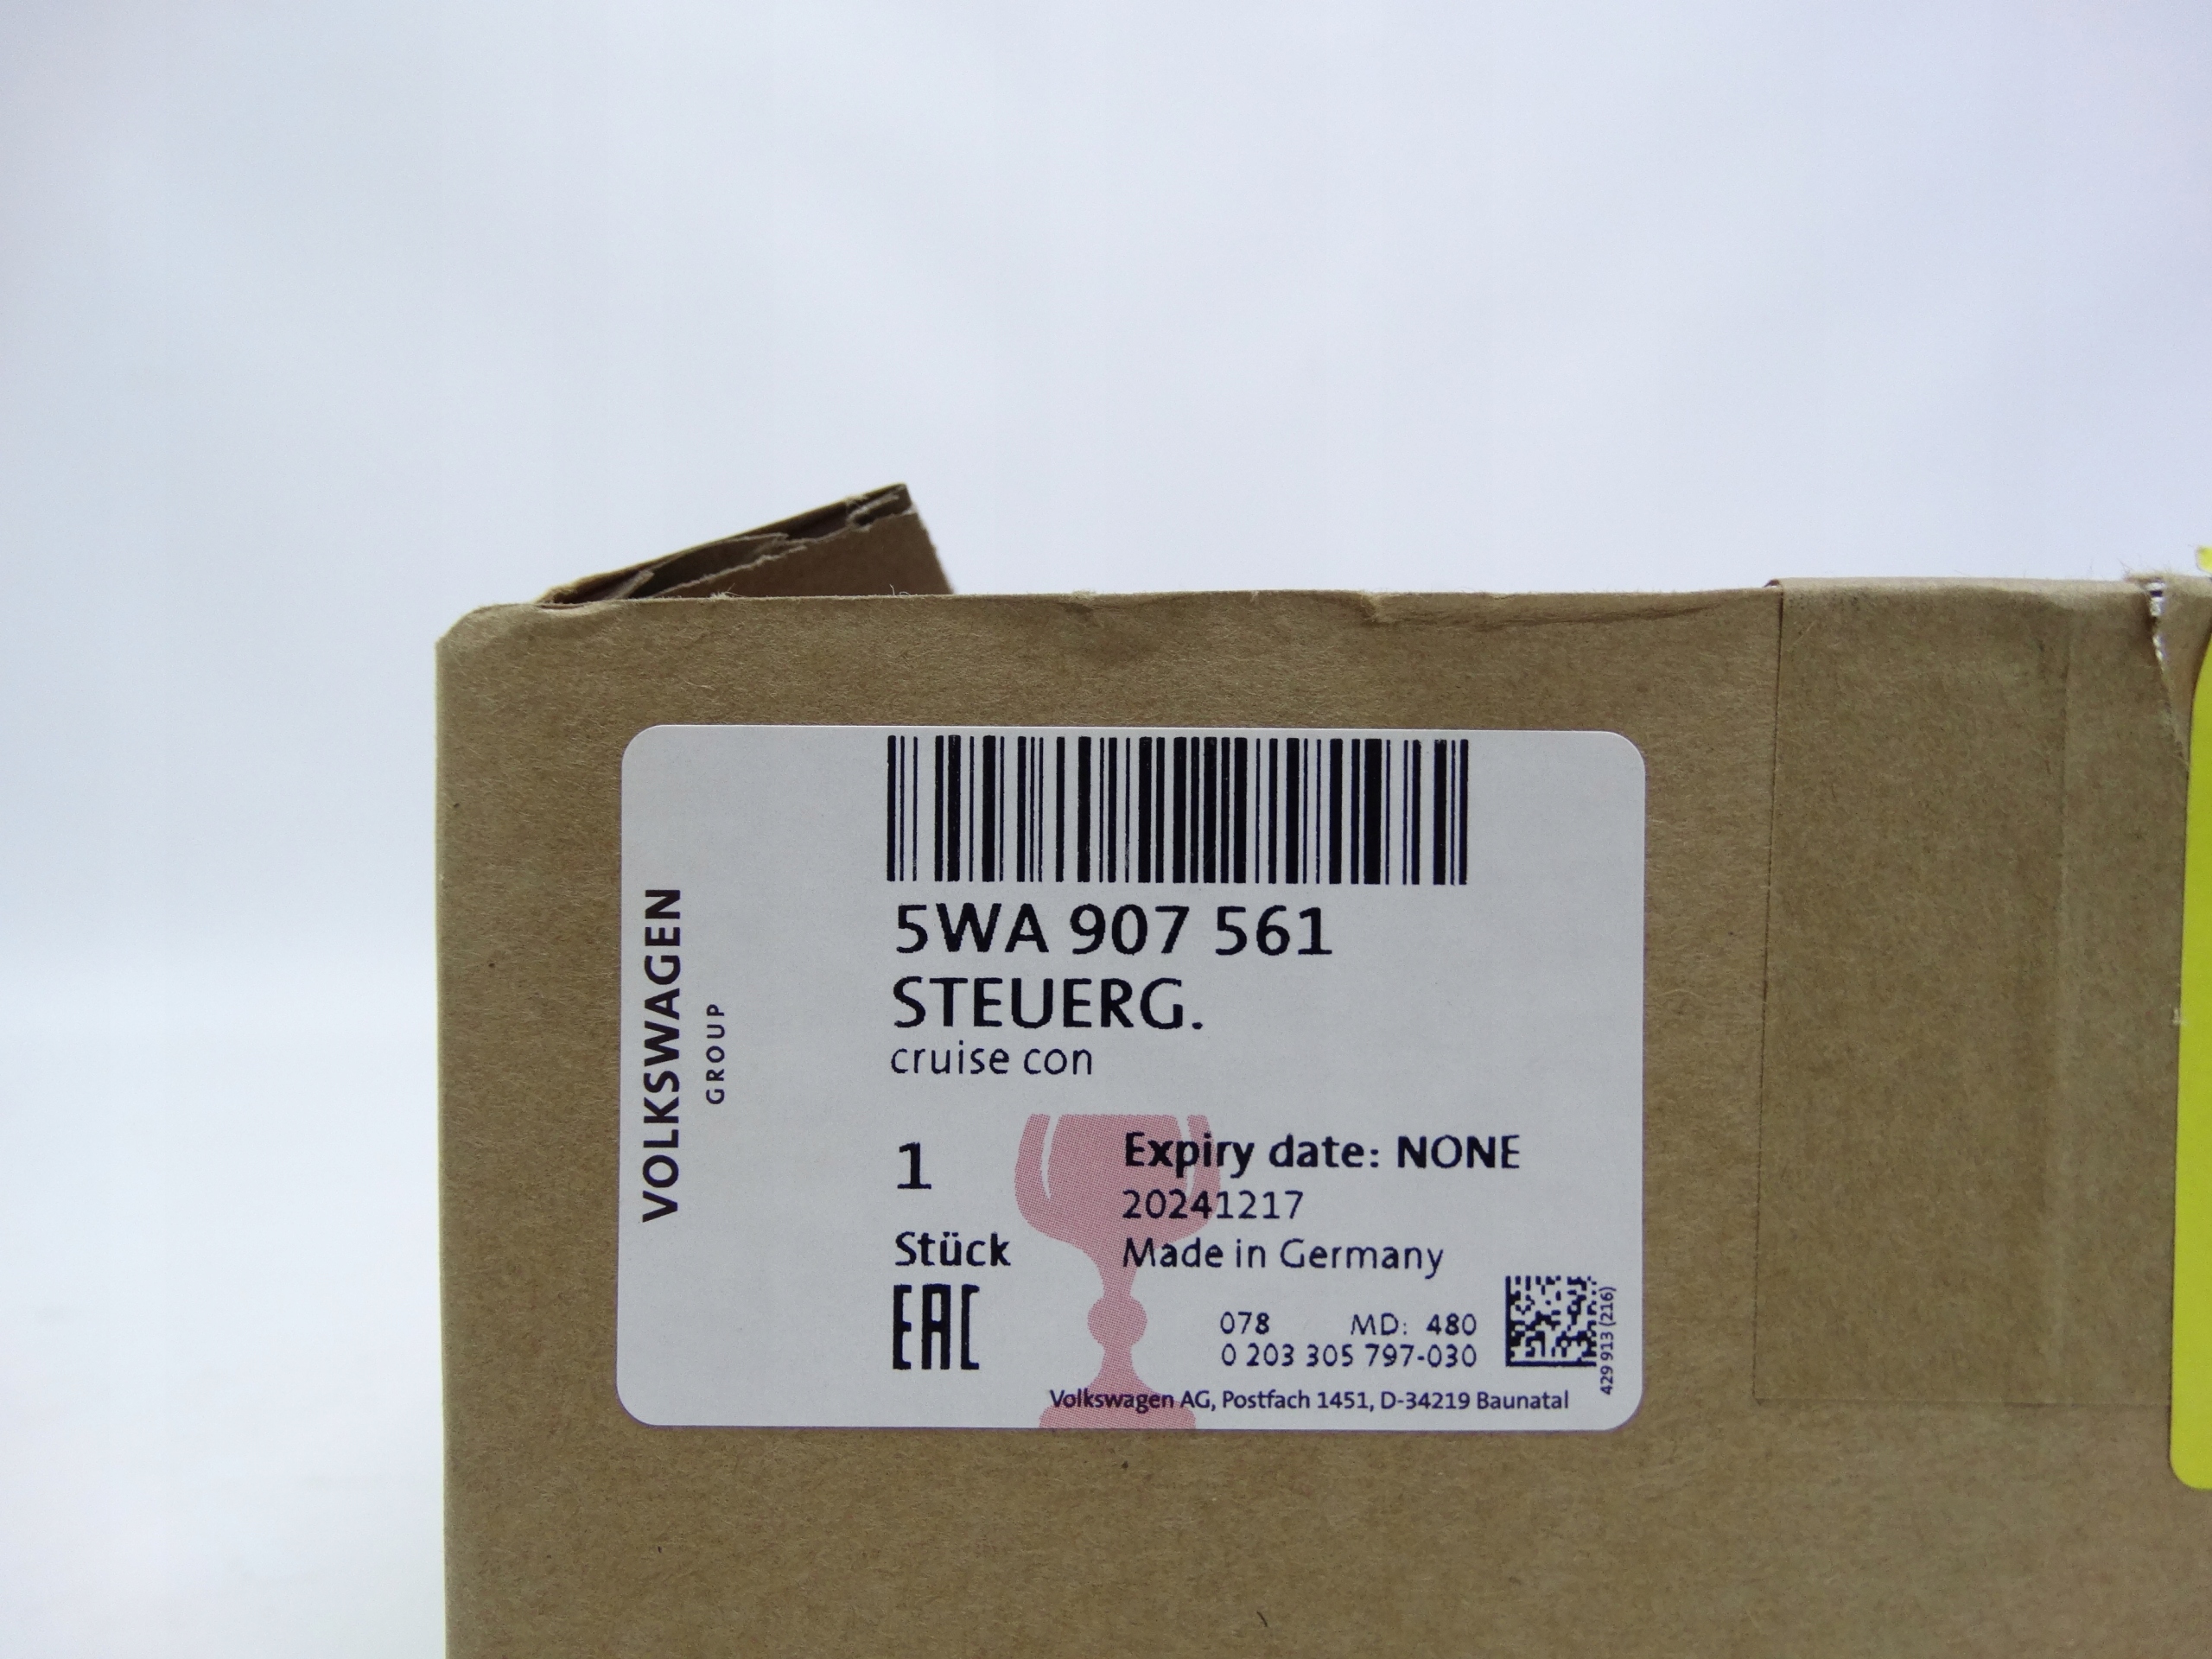 VOLKSWAGEN
GROUP
5WA 907 561
STEUERG.
cruise con
1
Stück
EAC
Expiry date: NONE
20241217
Made in Germany
078 MD: 480
0 203 305 797-030
429 913 (216)
Volkswagen AG, Postfach 1451, D-34219 Baunatal